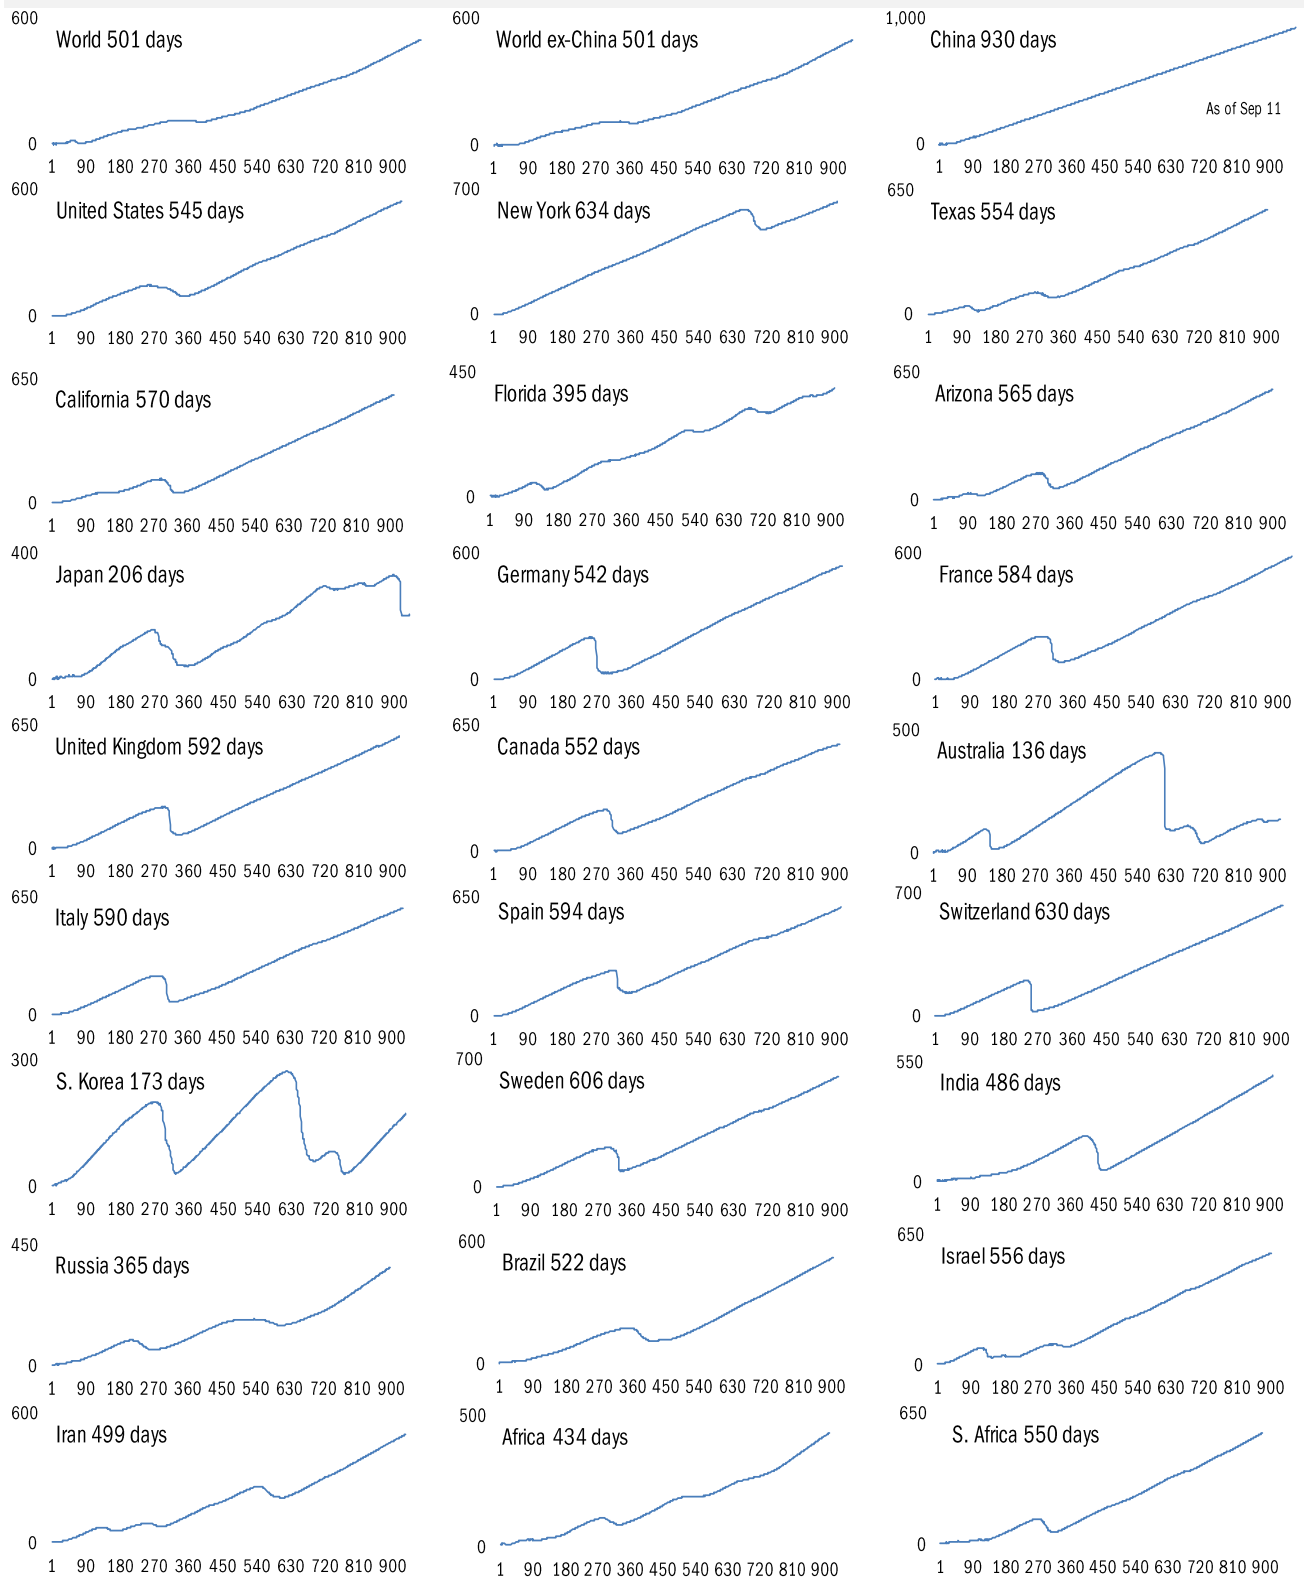 600 600 1,000
World 501 days World ex-China 501 days China 930 days
As of Sep 11
0 0 0
1 90 180 270 360 450 540 630 720 810 900 1 90 180 270 360 450 540 630 720 810 900 1 90 180 270 360 450 540 630 720 810 900
600 700 650
United States 545 days New York 634 days Texas 554 days
0 0 0
1 90 180 270 360 450 540 630 720 810 900 1 90 180 270 360 450 540 630 720 810 900 1 90 180 270 360 450 540 630 720 810 900
650 450 650
California 570 days Florida 395 days Arizona 565 days
0 0 0
1 90 180 270 360 450 540 630 720 810 900 1 90 180 270 360 450 540 630 720 810 900 1 90 180 270 360 450 540 630 720 810 900
400 600 600
Japan 206 days Germany 542 days France 584 days
0 0 0
1 90 180 270 360 450 540 630 720 810 900 1 90 180 270 360 450 540 630 720 810 900 1 90 180 270 360 450 540 630 720 810 900
650 650 500
United Kingdom 592 days Canada 552 days Australia 136 days
0 0 0
1 90 180 270 360 450 540 630 720 810 900 1 90 180 270 360 450 540 630 720 810 900 1 90 180 270 360 450 540 630 720 810 900
650 650 700
Italy 590 days Spain 594 days Switzerland 630 days
0 0 0
1 90 180 270 360 450 540 630 720 810 900 1 90 180 270 360 450 540 630 720 810 900 1 90 180 270 360 450 540 630 720 810 900
300 700 550
S. Korea 173 days Sweden 606 days India 486 days
0 0 0
1 90 180 270 360 450 540 630 720 810 900 1 90 180 270 360 450 540 630 720 810 900 1 90 180 270 360 450 540 630 720 810 900
450 600 650
Russia 365 days Brazil 522 days Israel 556 days
0 0 0
1 90 180 270 360 450 540 630 720 810 900 1 90 180 270 360 450 540 630 720 810 900 1 90 180 270 360 450 540 630 720 810 900
600 500 650
Iran 499 days Africa 434 days S. Africa 550 days
0 0 0
1 90 180 270 360 450 540 630 720 810 900 1 90 180 270 360 450 540 630 720 810 900 1 90 180 270 360 450 540 630 720 810 900